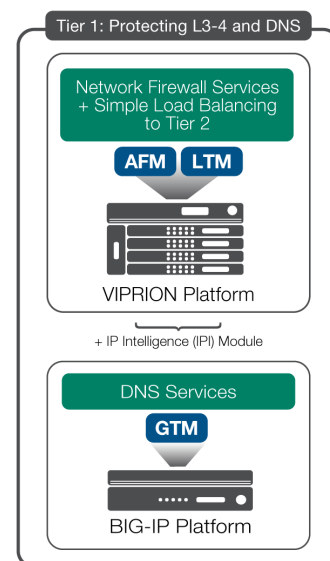 Tier 1: Protecting L3-4 and DNS
Network Firewall Services
+ Simple Load Balancing
to Tier 2
AFM LTM
VIPRION Platform
+ IP Intelligence (IPI) Module
DNS Services
GTM
BIG-IP Platform